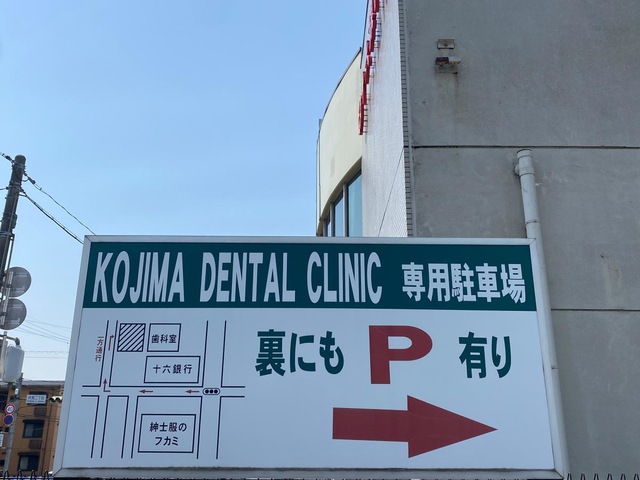 KOJIMA DENTAL CLINIC 専用駐車場
裏にも P 有り
一方通行
歯科室
十六銀行
紳士服の
フカミ